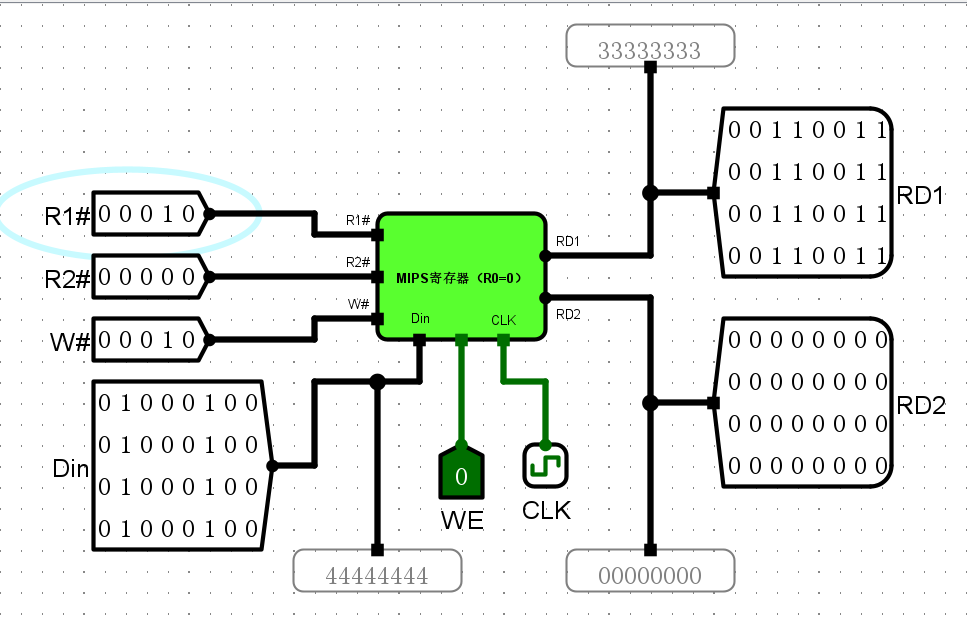 33333333
0 0 1 1 0 0 1 1
0 0 1 1 0 0 1 1
0 0 1 1 0 0 1 1
0 0 1 1 0 0 1 1
RD1
R1# 0 0 0 1 0
R1#
R2# 0 0 0 0 0
R2#
W# 0 0 0 1 0
W#
MIPS寄存器（R0=0）
Din
CLK
RD1
RD2
0 0 0 0 0 0 0 0
0 0 0 0 0 0 0 0
0 0 0 0 0 0 0 0
0 0 0 0 0 0 0 0
RD2
Din
0 1 0 0 0 1 0 0
0 1 0 0 0 1 0 0
0 1 0 0 0 1 0 0
0 1 0 0 0 1 0 0
0
WE
CLK
44444444
00000000